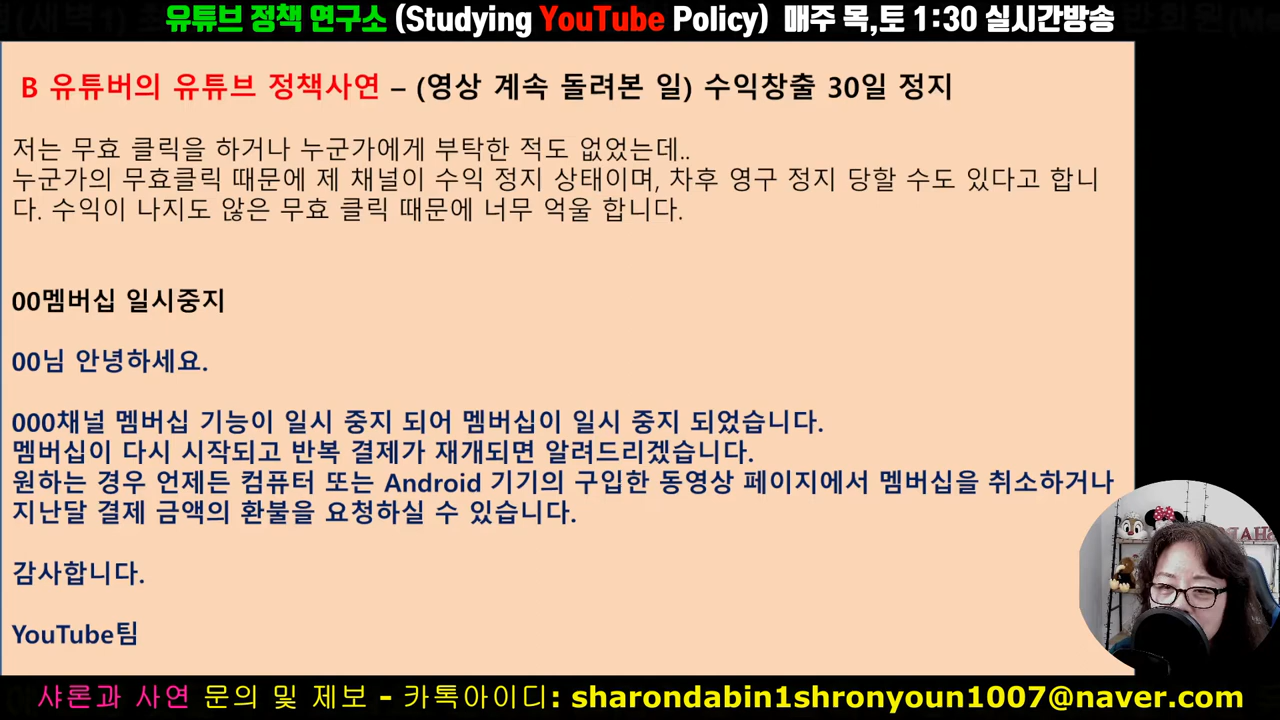 유튜브 정책 연구소 (Studying YouTube Policy) 매주 목,토 1:30 실시간방송
B 유튜버의 유튜브 정책사연 – (영상 계속 돌려본 일) 수익창출 30일 정지
저는 무효 클릭을 하거나 누군가에게 부탁한 적도 없었는데..
누군가의 무효클릭 때문에 제 채널이 수익 정지 상태이며, 차후 영구 정지 당할 수도 있다고 합니
다. 수익이 나지도 않은 무효 클릭 때문에 너무 억울 합니다.
00멤버십 일시중지
00님 안녕하세요.
000채널 멤버십 기능이 일시 중지 되어 멤버십이 일시 중지 되었습니다.
멤버십이 다시 시작되고 반복 결제가 재개되면 알려드리겠습니다.
원하는 경우 언제든 컴퓨터 또는 Android 기기의 구입한 동영상 페이지에서 멤버십을 취소하거나
지난달 결제 금액의 환불을 요청하실 수 있습니다.
감사합니다.
YouTube팀
샤론과 사연 문의 및 제보 – 카톡아이디: sharondabin1shronyoun1007@naver.com